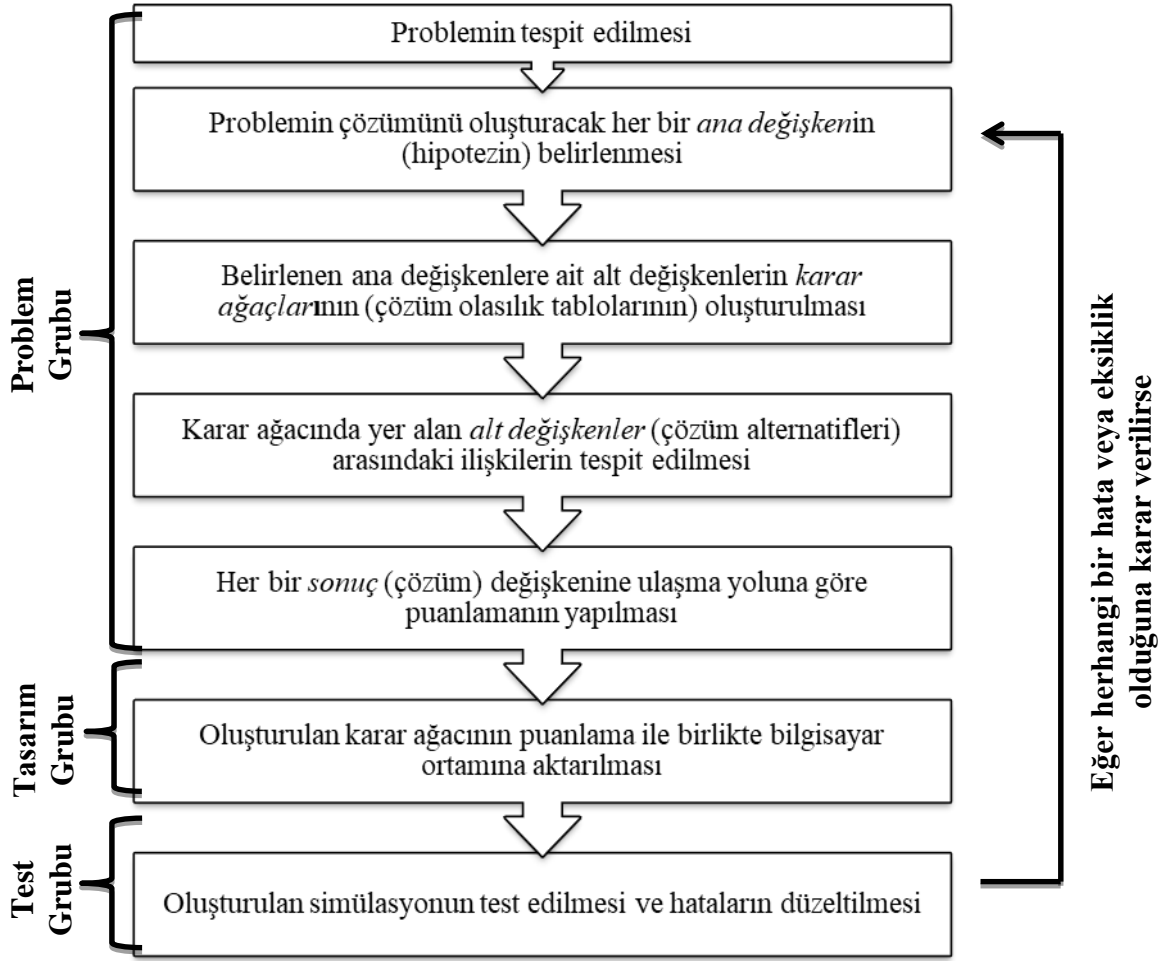 Problemin tespit edilmesi
Problemin çözümünü oluşturacak her bir ana değişkenin
(hipotezin) belirlenmesi
Belirlenen ana değişkenlere ait alt değişkenlerin karar
ağaçlarının (çözüm olasılık tablolarının) oluşturulması
Karar ağacında yer alan alt değişkenler (çözüm alternatifleri)
arasındaki ilişkilerin tespit edilmesi
Her bir sonuç (çözüm) değişkenine ulaşma yoluna göre
puanlamanın yapılması
Oluşturulan karar ağacının puanlama ile birlikte bilgisayar
ortamına aktarılması
Oluşturulan simülasyonun test edilmesi ve hataların düzeltilmesi
Problem
Grubu
Tasarım
Grubu
Test
Grubu
Eğer herhangi bir hata veya eksiklik
olduğuna karar verilirse